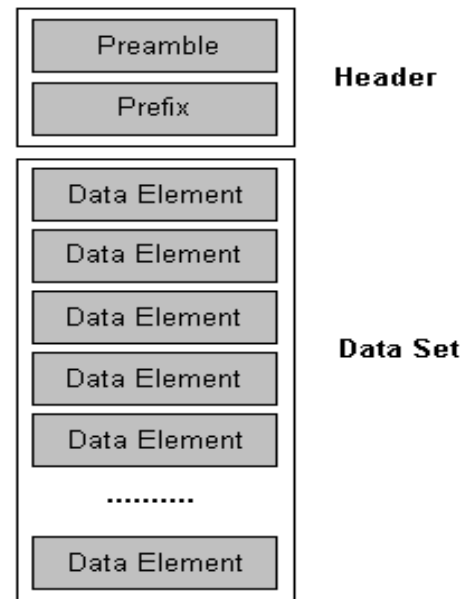 Preamble
Header
Prefix
Data Element
Data Element
Data Element
Data Set
Data Element
Data Element
..........
Data Element